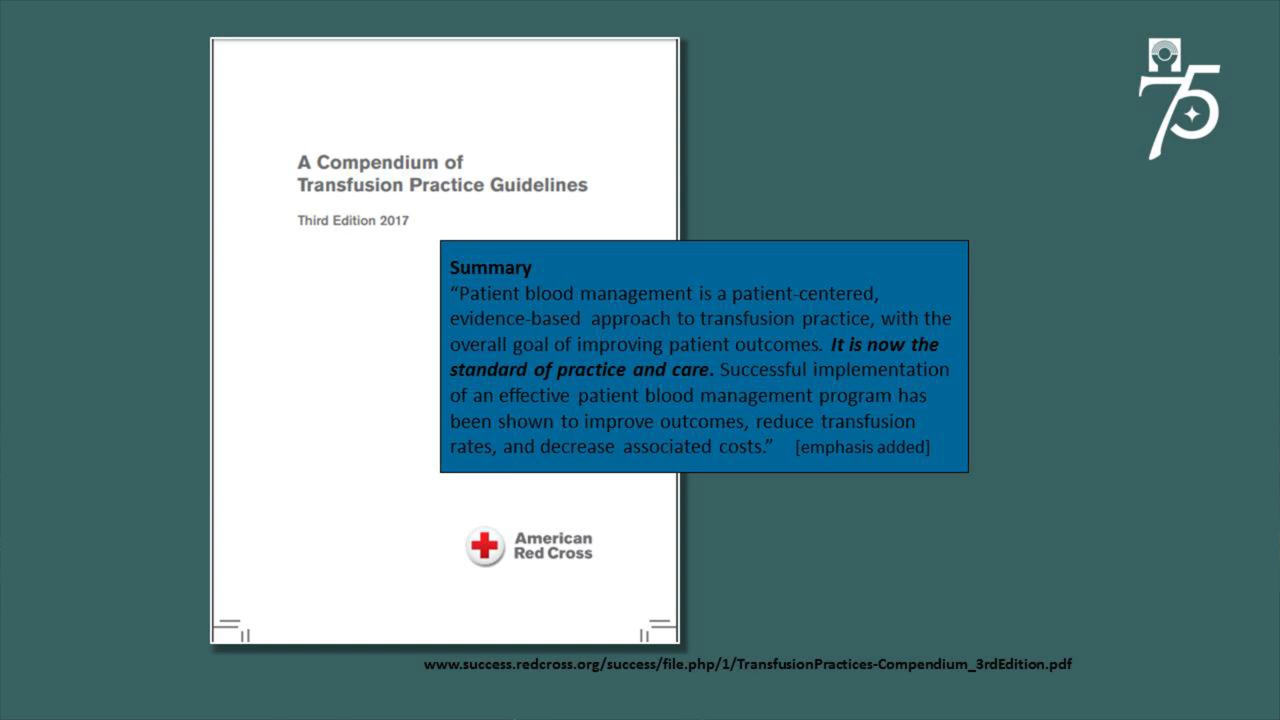 75
A Compendium of
Transfusion Practice Guidelines
Third Edition 2017
Summary
“Patient blood management is a patient-centered,
evidence-based approach to transfusion practice, with the
overall goal of improving patient outcomes. It is now the
standard of practice and care. Successful implementation
of an effective patient blood management program has
been shown to improve outcomes, reduce transfusion
rates, and decrease associated costs.” [emphasis added]
American
Red Cross
www.success.redcross.org/success/file.php/1/TransfusionPractices-Compendium_3rdEdition.pdf